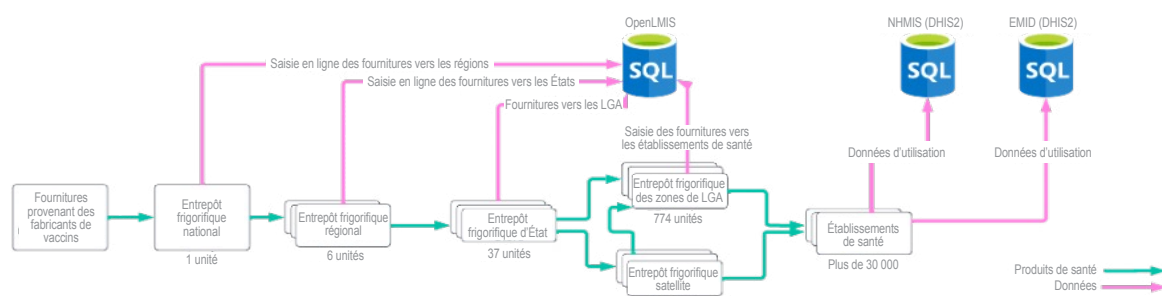 OpenLMIS
NHMIS (DHIS2)
EMID (DHIS2)
SQL
SQL
SQL
Saisie en ligne des fournitures vers les régions
Saisie en ligne des fournitures vers les États
Fournitures vers les LGA
Saisie des fournitures vers
les établissements de santé
Données d'utilisation
Données d'utilisation
Fournitures
provenant des
fabricants de
vaccins
Entrepôt
frigorifique
national
1 unité
Entrepôt frigorifique
régional
6 unités
Entrepôt
frigorifique d'État
37 unités
Entrepôt frigorifique
des zones de LGA
774 unités
Entrepôt frigorifique
satellite
Établissements
de santé
Plus de 30 000
Produits de santé
Données